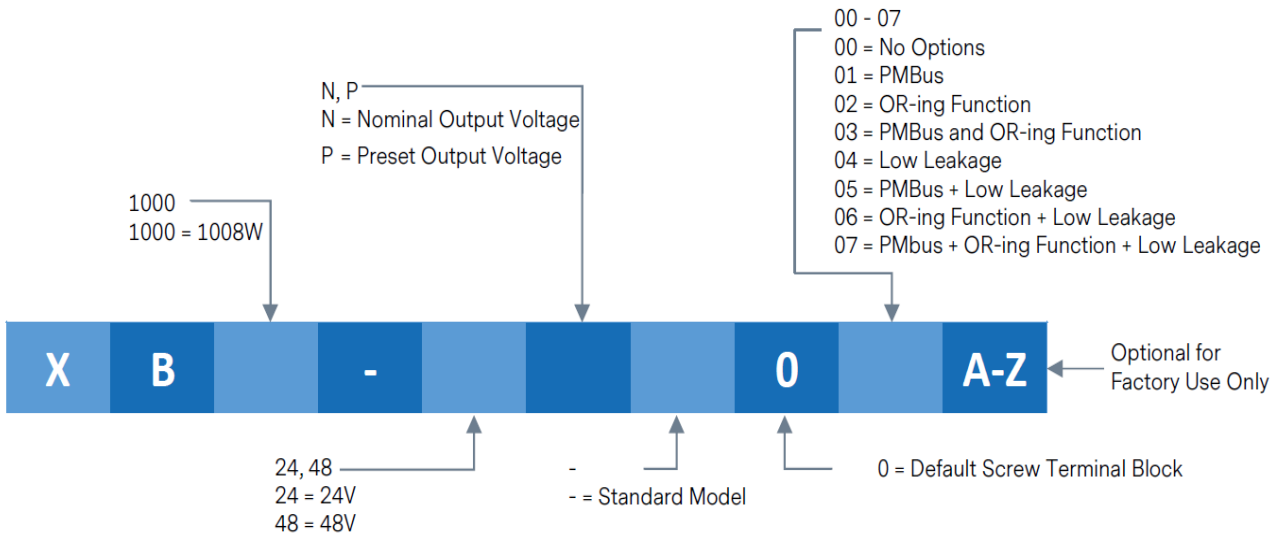 00 - 07
00 = No Options
01 = PMBus
02 = OR-ing Function
03 = PMBus and OR-ing Function
04 = Low Leakage
05 = PMBus + Low Leakage
06 = OR-ing Function + Low Leakage
07 = PMbus + OR-ing Function + Low Leakage
N, P
N = Nominal Output Voltage
P = Preset Output Voltage
1000
1000 = 1008W
X B - 0 A-Z
Optional for
Factory Use Only
24, 48
24 = 24V
48 = 48V
-
- = Standard Model
0 = Default Screw Terminal Block